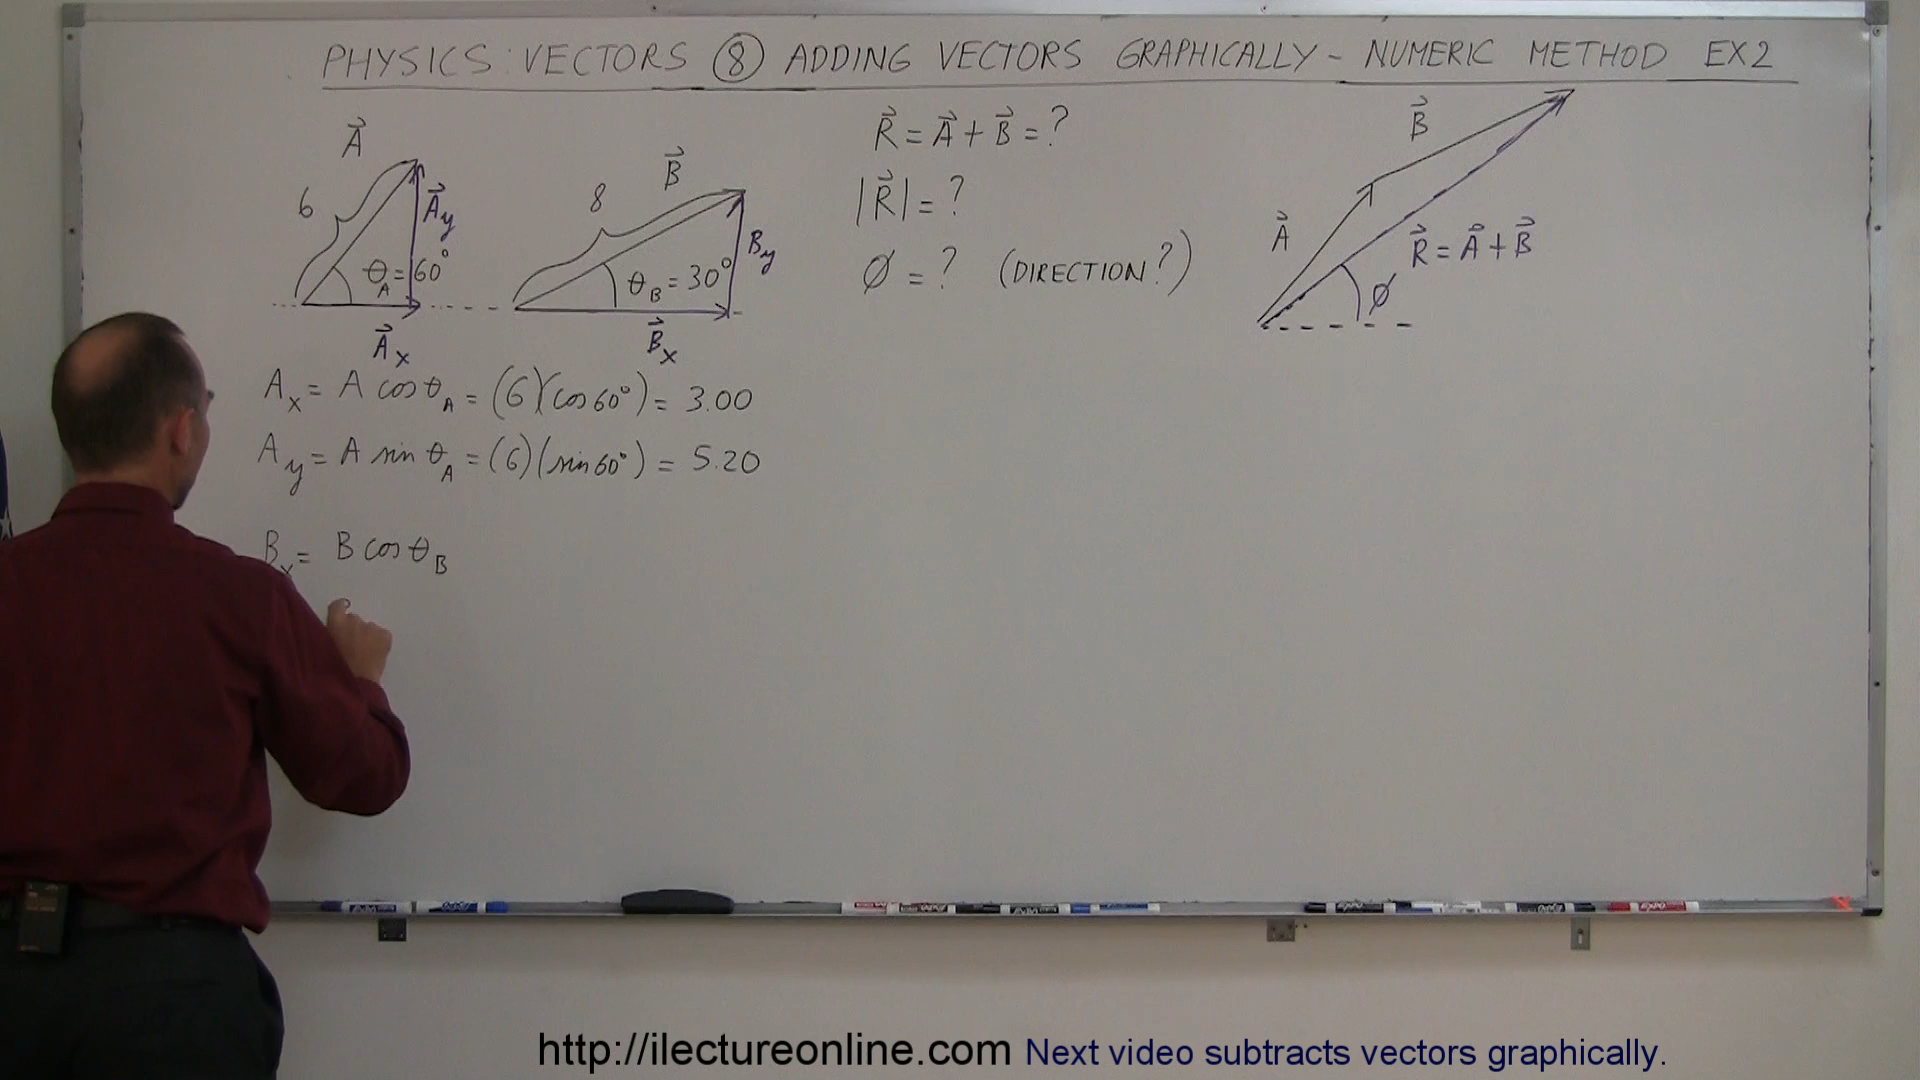 PHYSICS: VECTORS ⑧ ADDING VECTORS GRAPHICALLY - NUMERIC METHOD EX2
A⃗
6
A⃗y
θA = 60°
A⃗x
B⃗
8
By
θB = 30°
B⃗x
R⃗ = A⃗ + B⃗ = ?
|R⃗| = ?
Ø = ? (DIRECTION?)
B⃗
A⃗
R⃗ = A⃗ + B⃗
Ø
Ax = A cos θA = (6)(cos 60°) = 3.00
Ay = A sin θA = (6)(sin 60°) = 5.20
Bx = B cos θB
http://ilectureonline.com Next video subtracts vectors graphically.